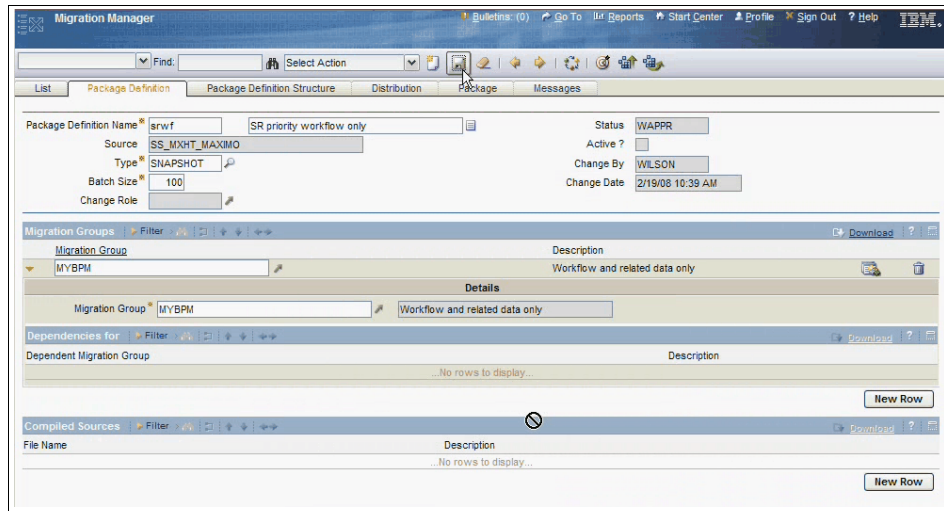 Migration Manager
Bulletins: (0) Go To Reports Start Center Profile Sign Out Help IBM.
Find: Select Action
List Package Definition Package Definition Structure Distribution Package Messages
Package Definition Name* srwf SR priority workflow only Status WAPPR
Source SS_MXHT_MAXIMO Active ?
Type* SNAPSHOT Change By WILSON
Batch Size* 100 Change Date 2/19/08 10:39 AM
Change Role
Migration Groups Filter Download ?
Migration Group Description
MYBPM Workflow and related data only
Details
Migration Group* MYBPM Workflow and related data only
Dependencies for Filter Download ?
Dependent Migration Group Description
...No rows to display...
New Row
Compiled Sources Filter Download ?
File Name Description
...No rows to display...
New Row